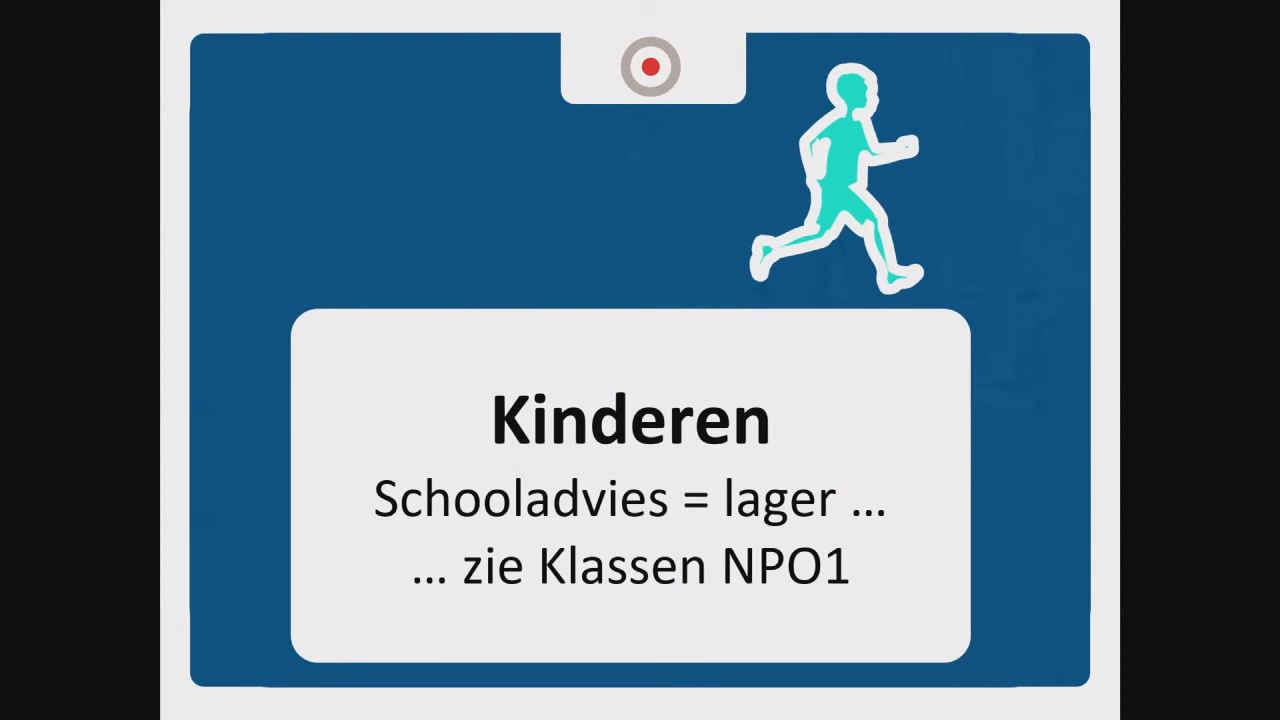 Kinderen
Schooladvies = lager ...
... zie Klassen NPO1